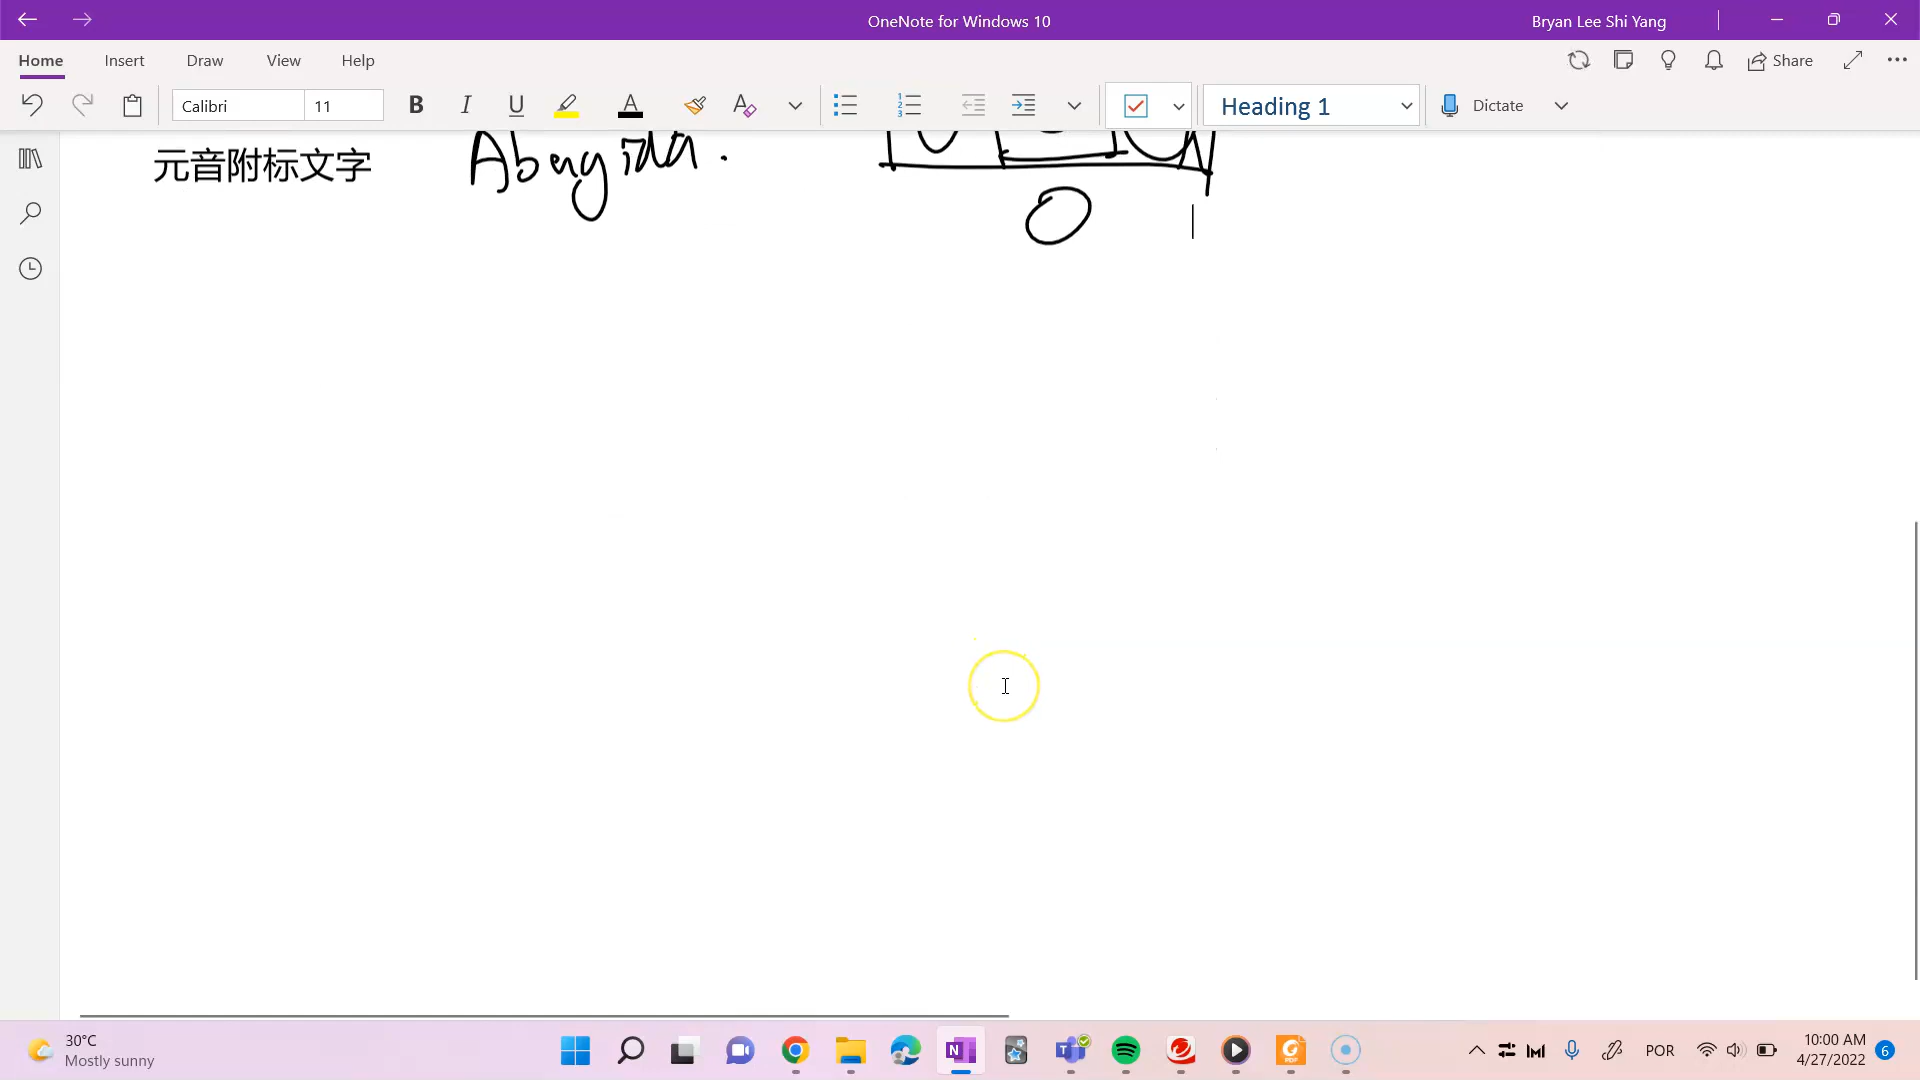 OneNote for Windows 10
Bryan Lee Shi Yang
Home Insert Draw View Help
Share
Calibri 11 B I U
Heading 1
Dictate
元音附标文字 Abugida.
30°C
Mostly sunny
POR
10:00 AM
4/27/2022
6